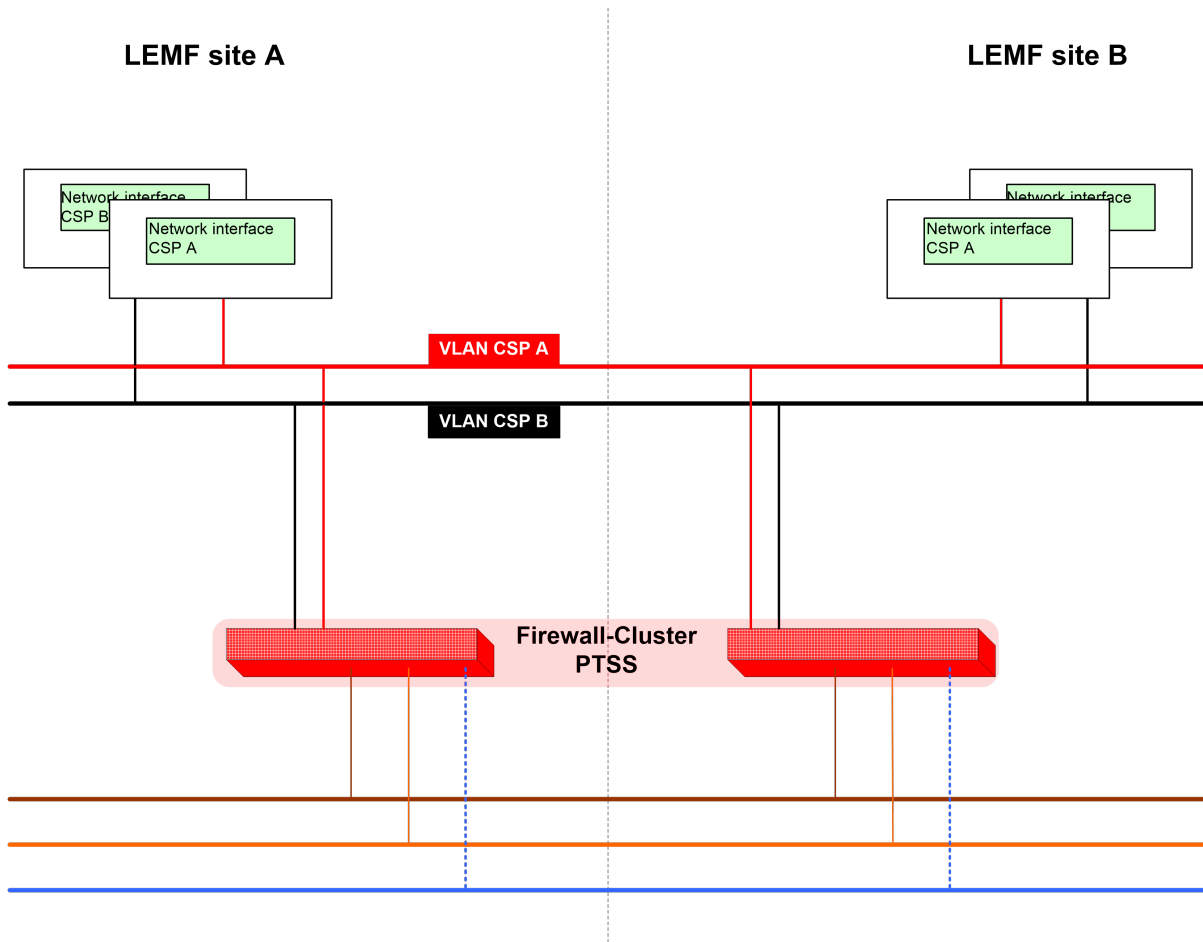 LEMF site A
LEMF site B
Network interface
CSP B
Network interface
CSP A
Network interface
Network interface
CSP A
VLAN CSP A
VLAN CSP B
Firewall-Cluster
PTSS